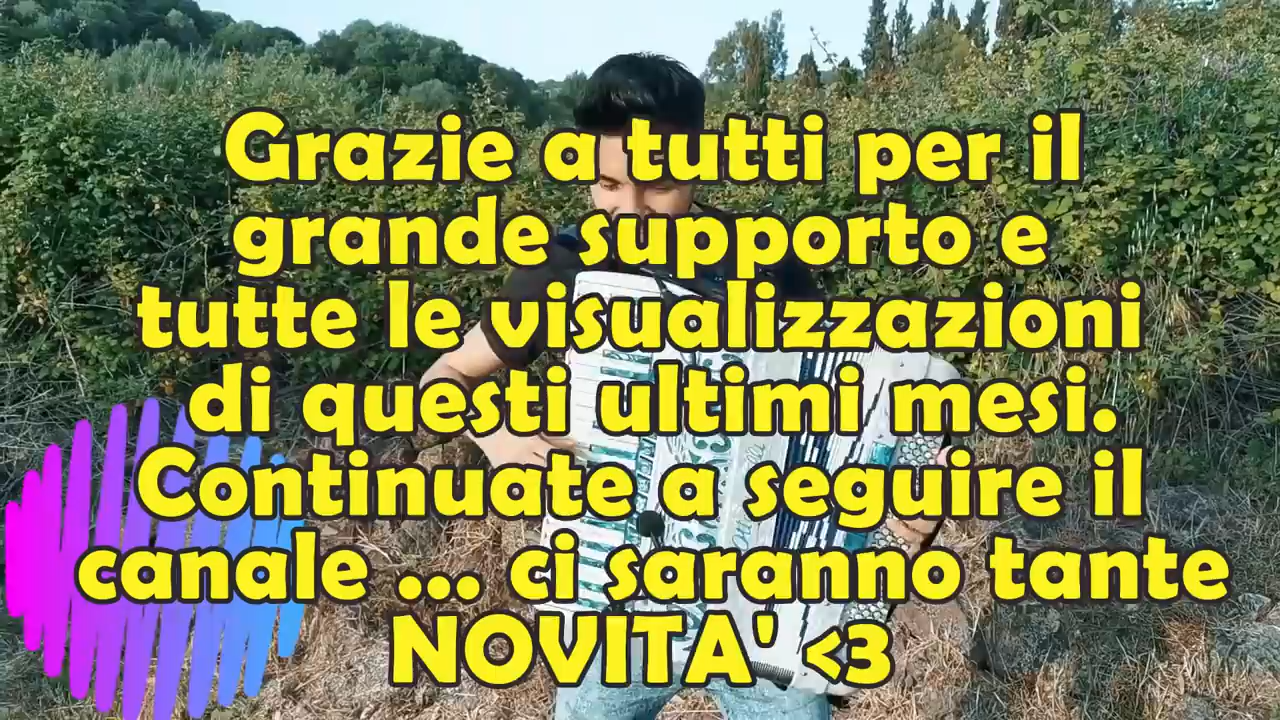 Grazie a tutti per il
grande supporto e
tutte le visualizzazioni
di questi ultimi mesi.
Continuate a seguire il
canale ... ci saranno tante
NOVITA' <3